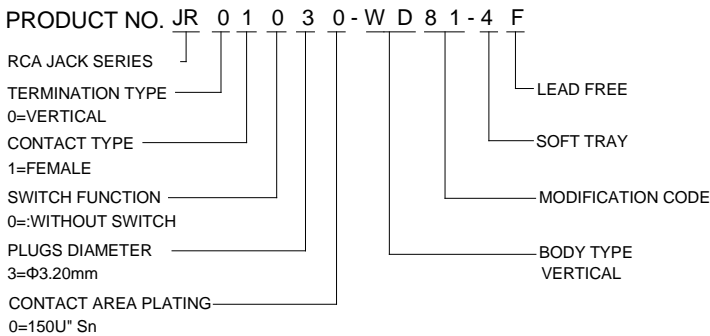 PRODUCT NO. JR 0 1 0 3 0 - W D 8 1 - 4 F
RCA JACK SERIES
TERMINATION TYPE
0=VERTICAL
CONTACT TYPE
1=FEMALE
SWITCH FUNCTION
0=:WITHOUT SWITCH
PLUGS DIAMETER
3=Φ3.20mm
CONTACT AREA PLATING
0=150U" Sn
LEAD FREE
SOFT TRAY
MODIFICATION CODE
BODY TYPE
VERTICAL